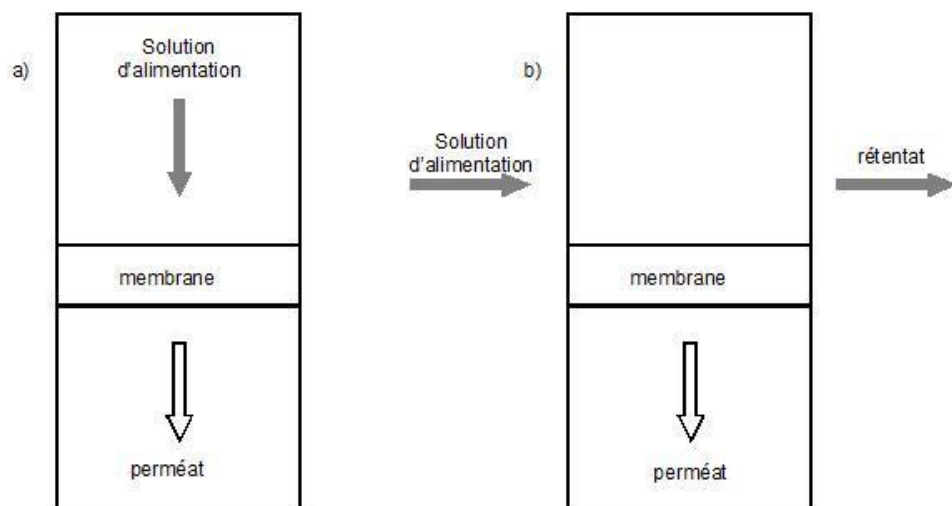 a)
Solution
d'alimentation
membrane
perméat
b)
Solution
d'alimentation
rétentat
membrane
perméat